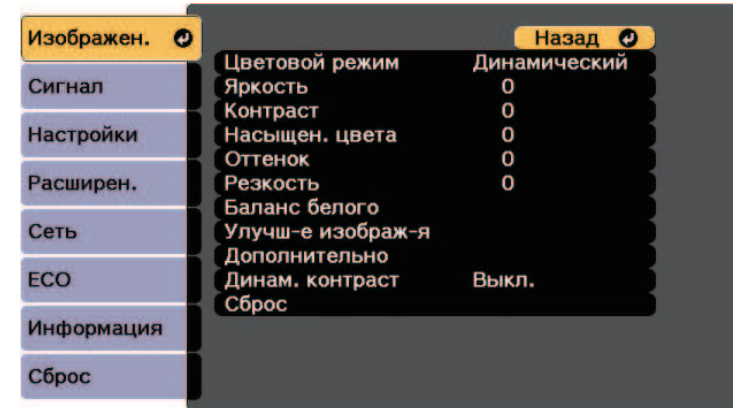 Изображен.
Сигнал
Настройки
Расширен.
Сеть
ECO
Информация
Сброс
Назад
Цветовой режим Динамический
Яркость 0
Контраст 0
Насыщен. цвета 0
Оттенок 0
Резкость 0
Баланс белого
Улучш-е изображ-я
Дополнительно
Динам. контраст Выкл.
Сброс